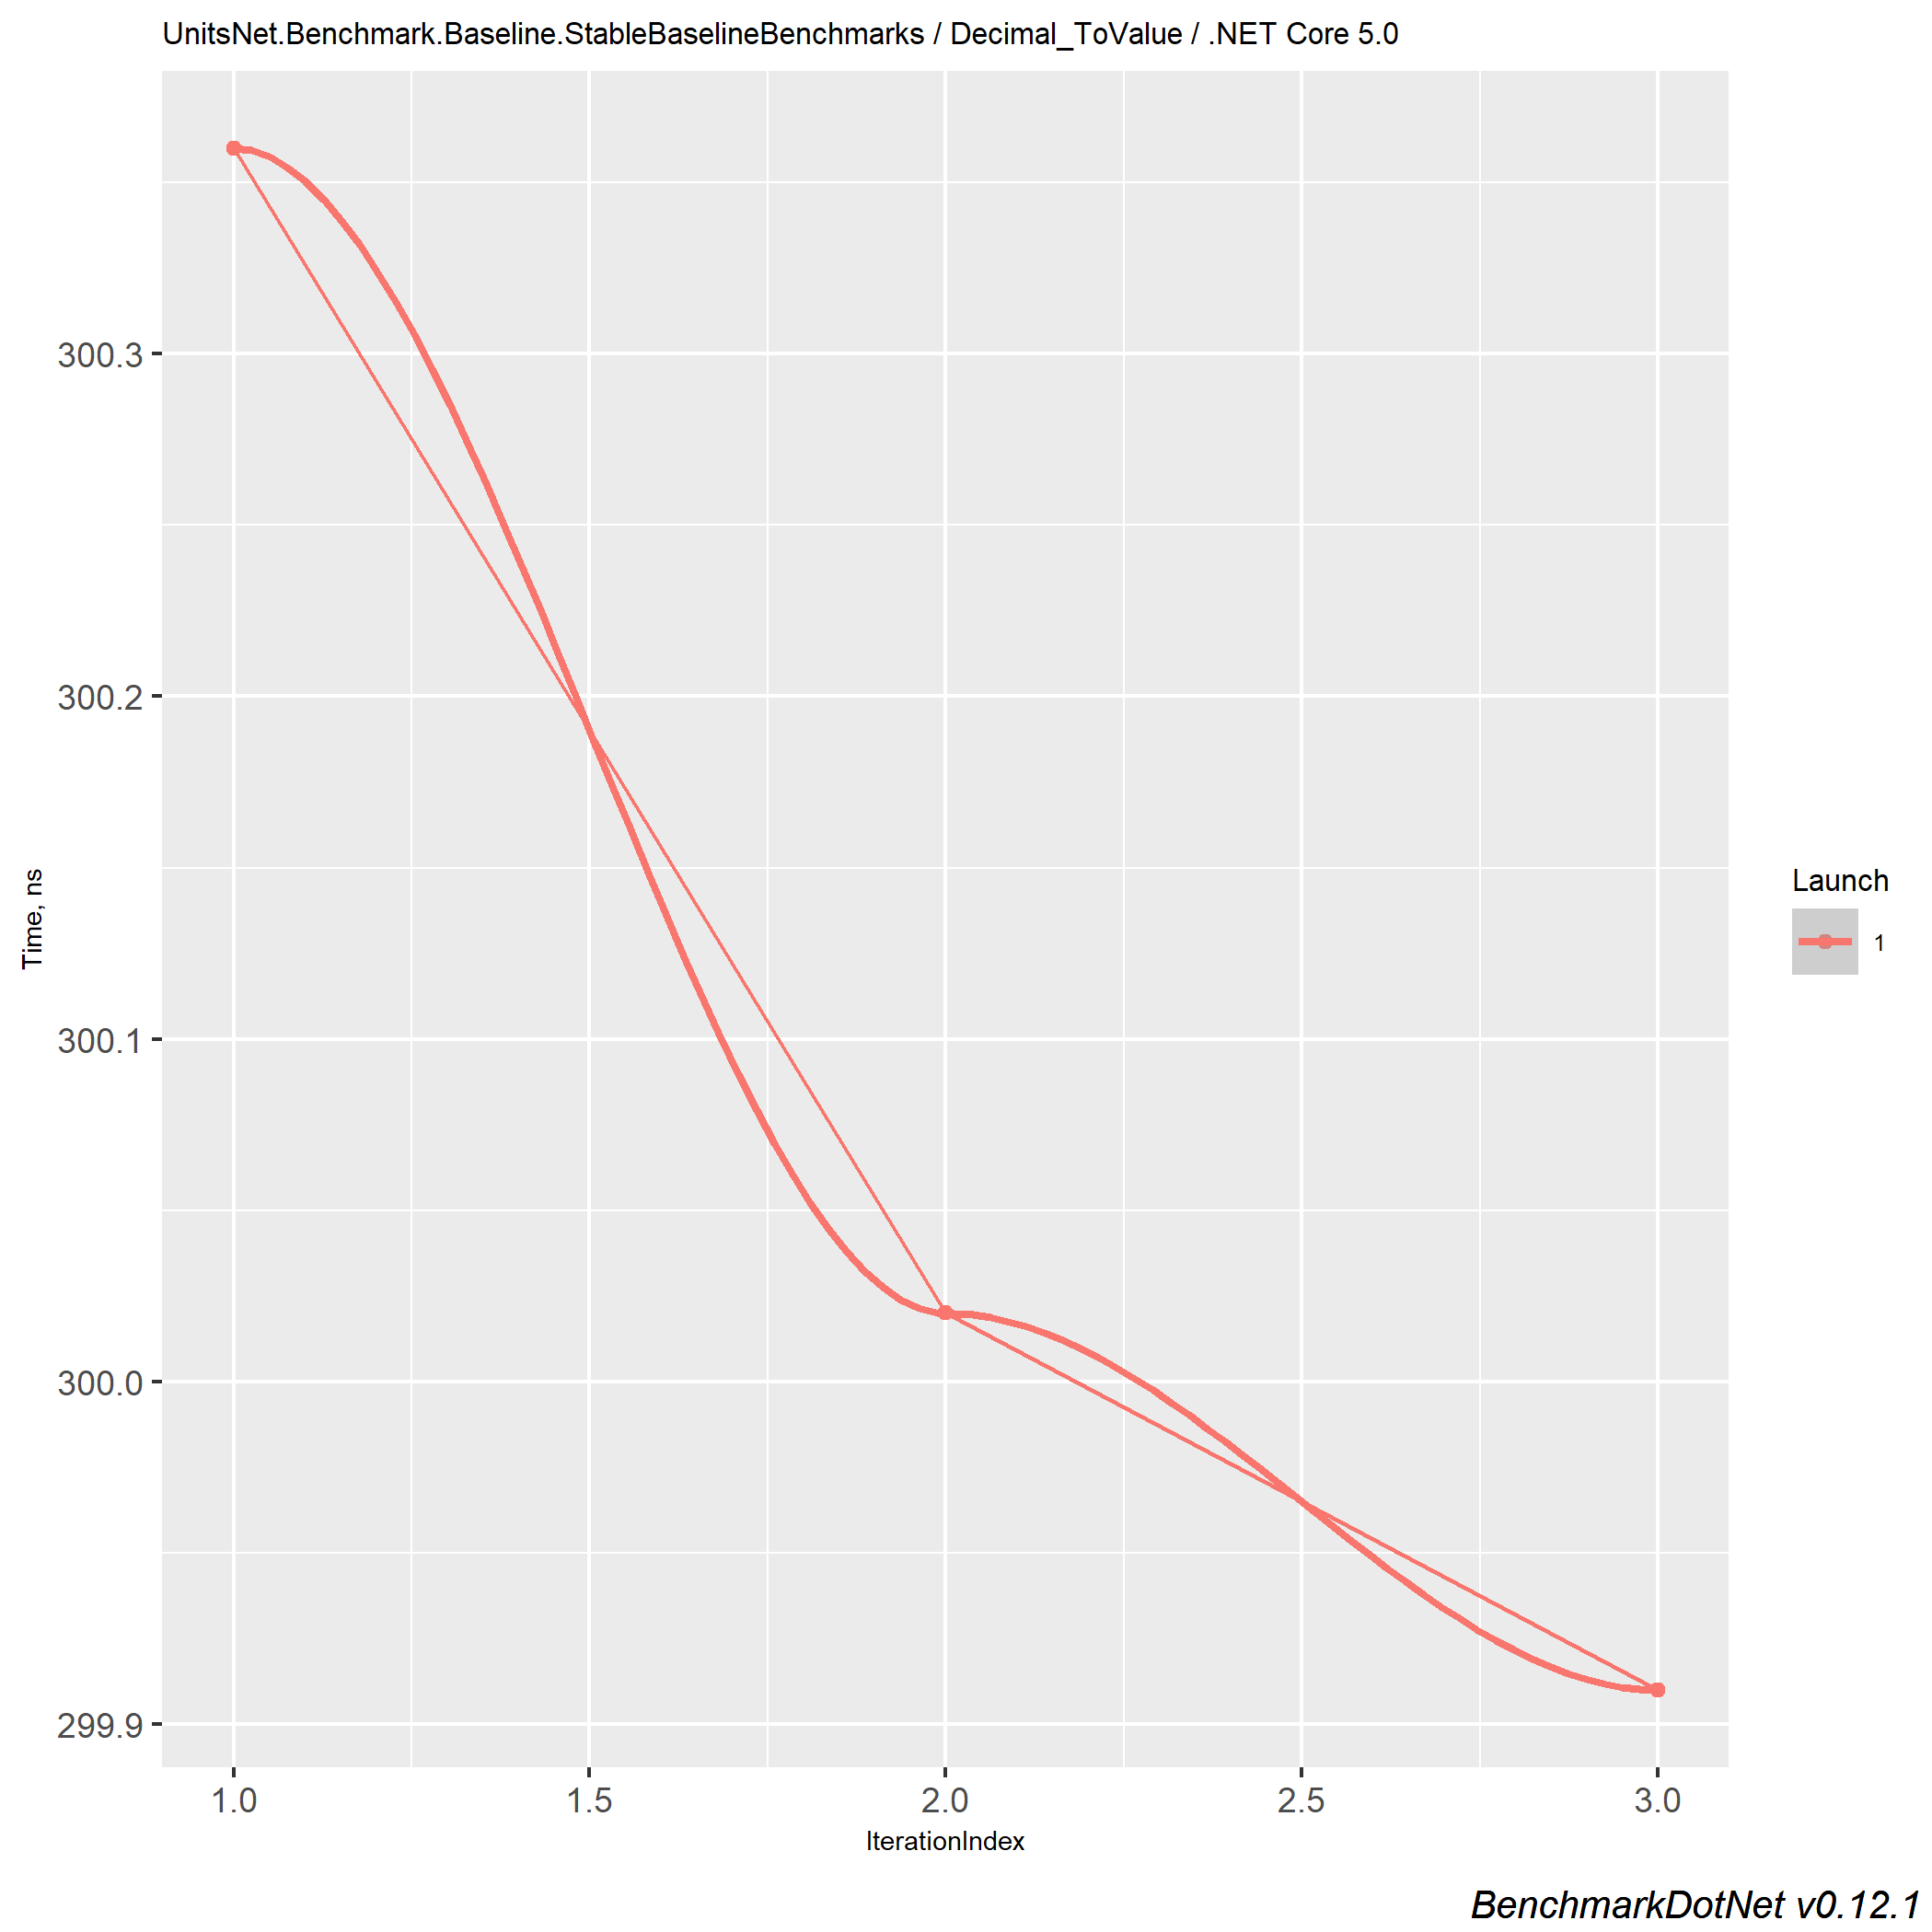 UnitsNet.Benchmark.Baseline.StableBaselineBenchmarks / Decimal_ToValue / .NET Core 5.0
300.3
300.2
300.1
300.0
299.9
Time, ns
1.0 1.5 2.0 2.5 3.0
IterationIndex
Launch
1
BenchmarkDotNet v0.12.1